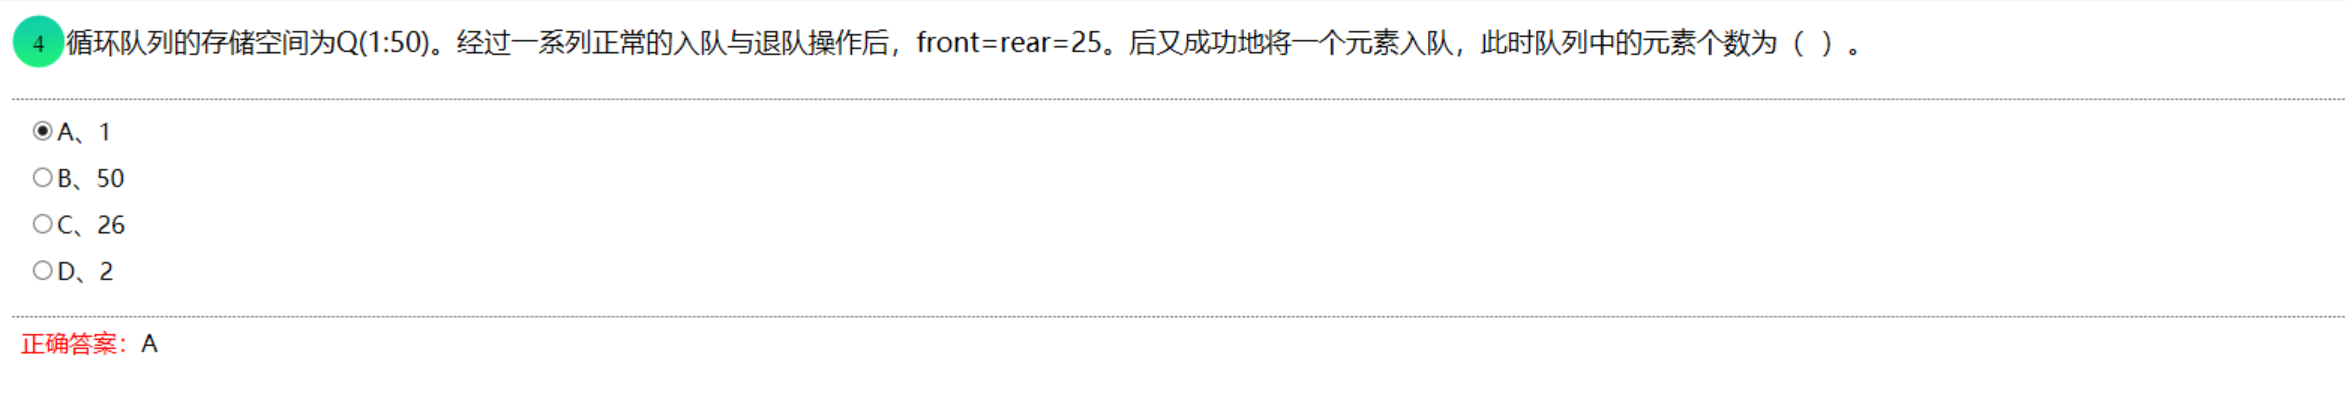 4 循环队列的存储空间为Q(1:50)。经过一系列正常的入队与退队操作后，front=rear=25。后又成功地将一个元素入队，此时队列中的元素个数为（ ）。
A、1
B、50
C、26
D、2
正确答案：A